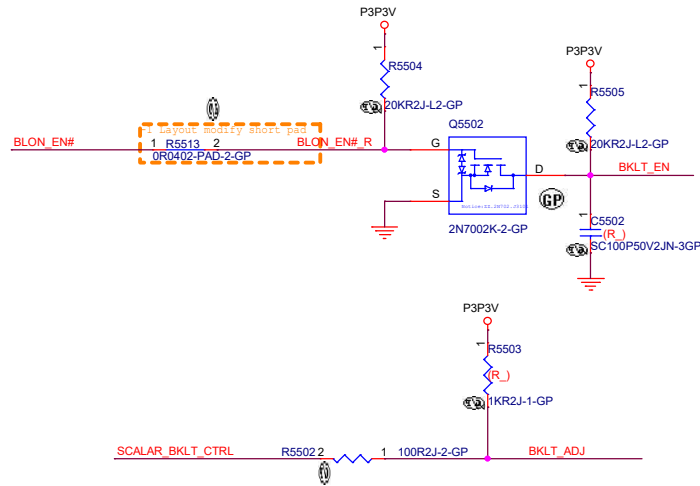 P3P3V
1
R5504
20KR2J-L2-GP
P3P3V
1
R5505
20KR2J-L2-GP
-1 Layout modify short pad
BLON_EN#
1 R5513 2
BLON_EN#_R
0R0402-PAD-2-GP
Q5502
G
D
S
2N7002K-2-GP
GP
BKLT_EN
C5502
(R_)
SC100P50V2JN-3GP
P3P3V
1
R5503
(R_)
1KR2J-1-GP
SCALAR_BKLT_CTRL
R5502 2
1
100R2J-2-GP
BKLT_ADJ